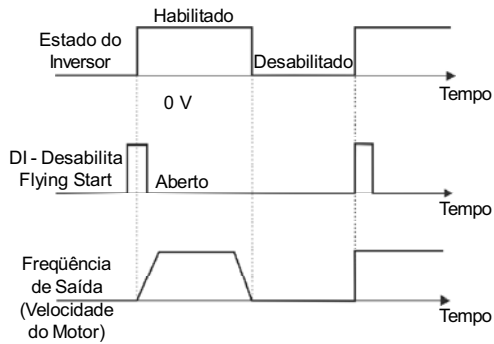 Habilitado
Estado do
Inversor
Desabilitado
Tempo
0 V
DI - Desabilita
Flying Start
Aberto
Tempo
Freqüência
de Saída
(Velocidade
do Motor)
Tempo